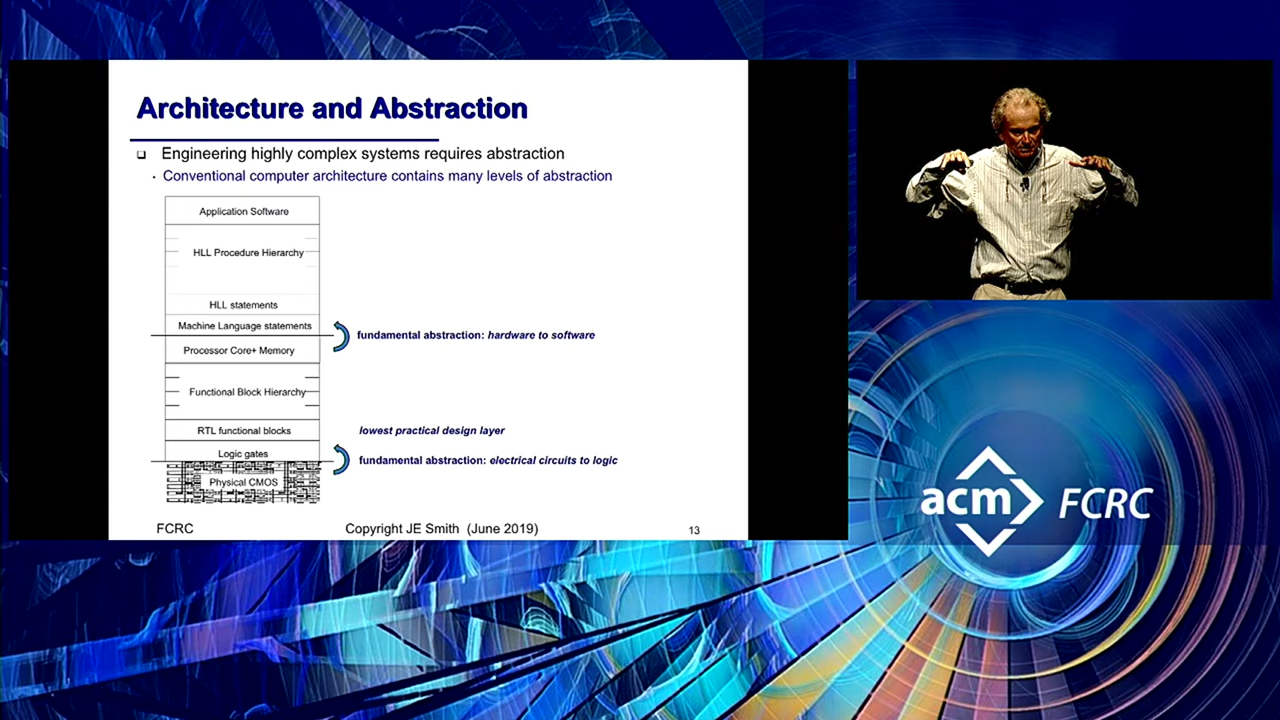 Architecture and Abstraction
Engineering highly complex systems requires abstraction
Conventional computer architecture contains many levels of abstraction
Application Software
HLL Procedure Hierarchy
HLL statements
Machine Language statements
fundamental abstraction: hardware to software
Processor Core+ Memory
Functional Block Hierarchy
RTL functional blocks
lowest practical design layer
Logic gates
fundamental abstraction: electrical circuits to logic
Physical CMOS
FCRC
Copyright JE Smith (June 2019)
13
acm FCRC